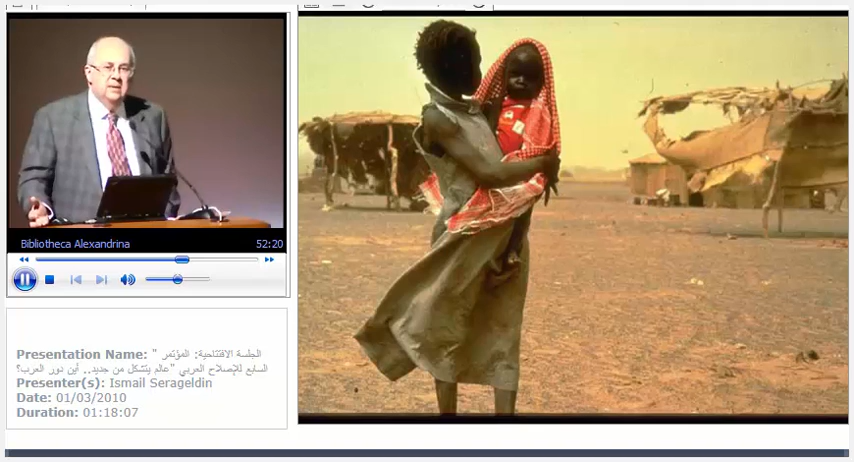 Bibliotheca Alexandrina 52:20
Presentation Name: " الجلسة الافتتاحية: المؤتمر
السابع للإصلاح العربي "عالم يتشكل من جديد.. أين دور العرب؟
Presenter(s): Ismail Serageldin
Date: 01/03/2010
Duration: 01:18:07